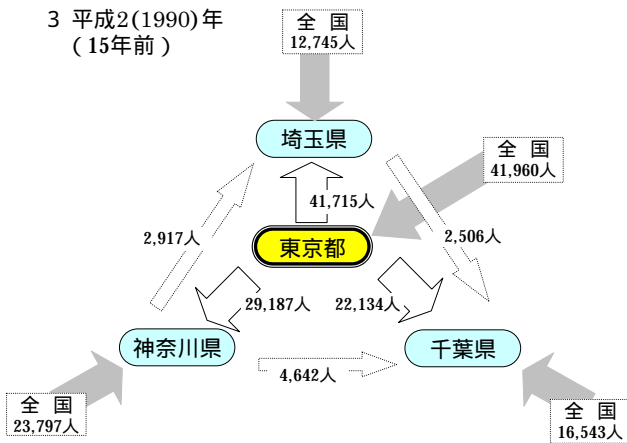 3 平成2(1990)年
(15年前)
全 国
12,745人
埼玉県
全 国
41,960人
41,715人
2,917人
東京都
2,506人
29,187人
22,134人
神奈川県
千葉県
4,642人
全 国
23,797人
全 国
16,543人